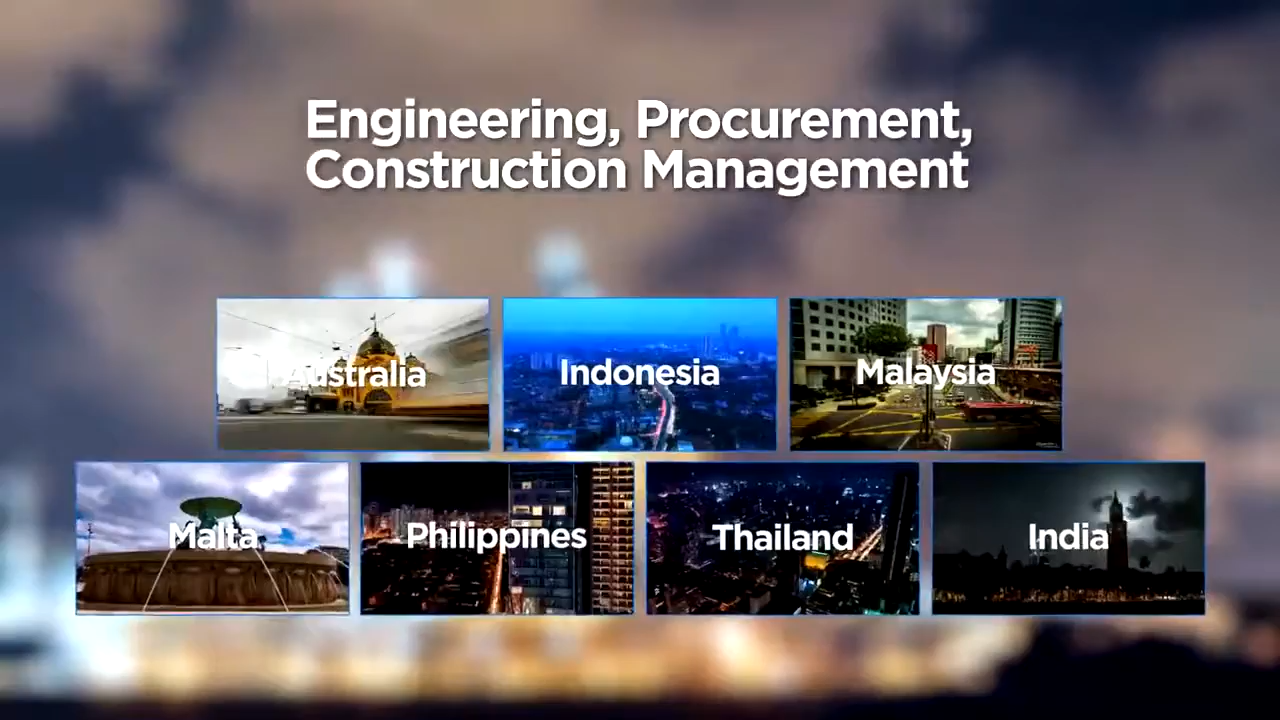 Engineering, Procurement,
Construction Management
Australia
Indonesia
Malaysia
Malta
Philippines
Thailand
India